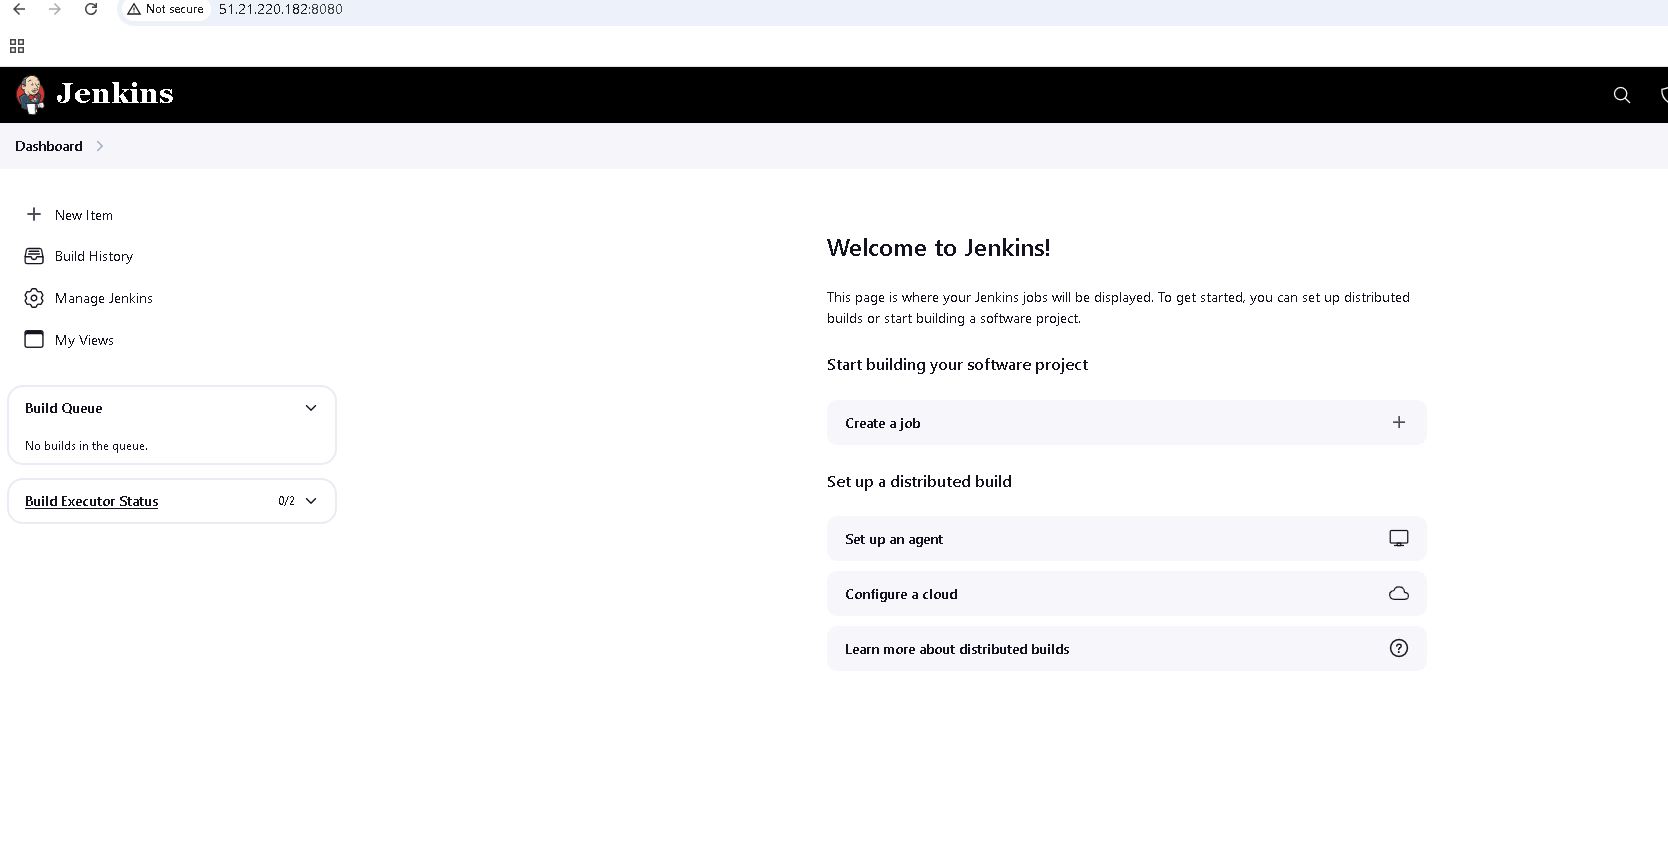 Not secure
51.21.220.182:8080
Jenkins
Dashboard
New Item
Build History
Manage Jenkins
My Views
Build Queue
No builds in the queue.
Build Executor Status
0/2
Welcome to Jenkins!
This page is where your Jenkins jobs will be displayed. To get started, you can set up distributed
builds or start building a software project.
Start building your software project
Create a job
Set up a distributed build
Set up an agent
Configure a cloud
Learn more about distributed builds